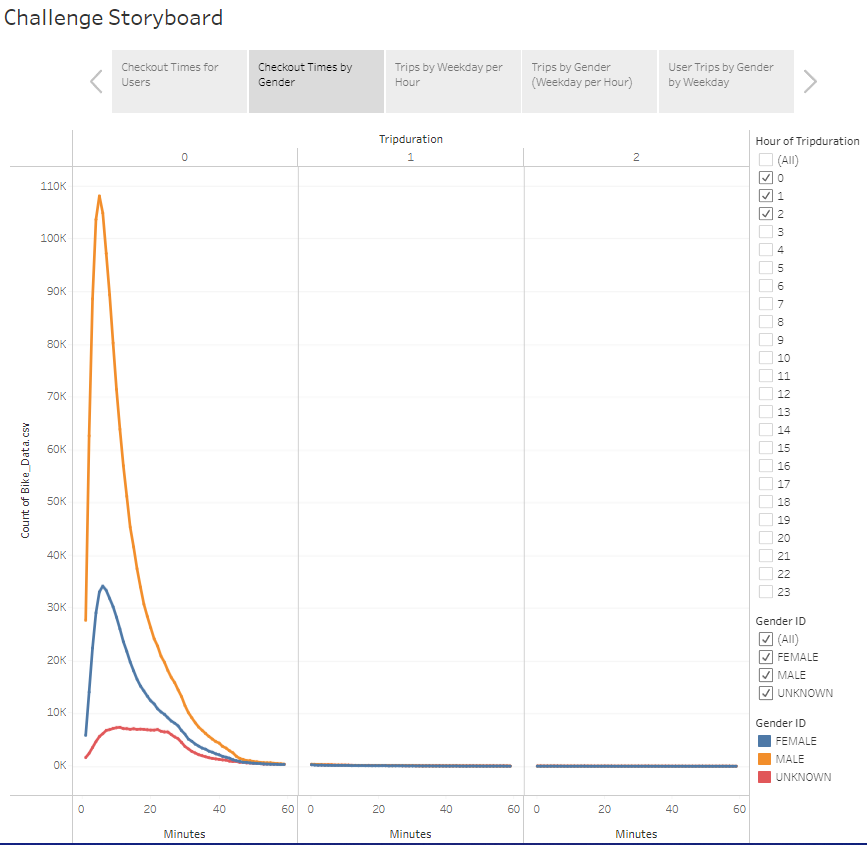 Challenge Storyboard
Checkout Times for
Users
Checkout Times by
Gender
Trips by Weekday per
Hour
Trips by Gender
(Weekday per Hour)
User Trips by Gender
by Weekday
Tripduration
0
1
2
110K
100K
90K
80K
70K
60K
50K
40K
30K
20K
10K
0K
Count of Bike_Data.csv
0 20 40 60
0 20 40 60
0 20 40 60
Minutes
Minutes
Minutes
Hour of Tripduration
(All)
0
1
2
3
4
5
6
7
8
9
10
11
12
13
14
15
16
17
18
19
20
21
22
23
Gender ID
(All)
FEMALE
MALE
UNKNOWN
Gender ID
FEMALE
MALE
UNKNOWN